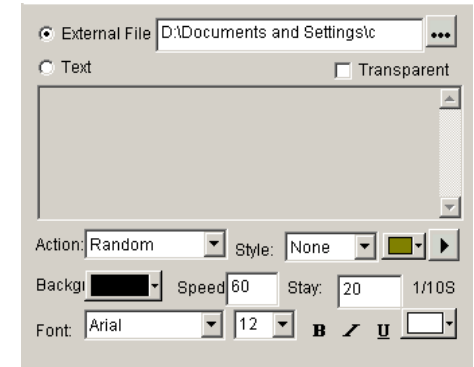 External File D:\Documents and Settings\c ...
Text Transparent
Action: Random Style: None
Backgr Speed 60 Stay: 20 1/10S
Font: Arial 12 B I U